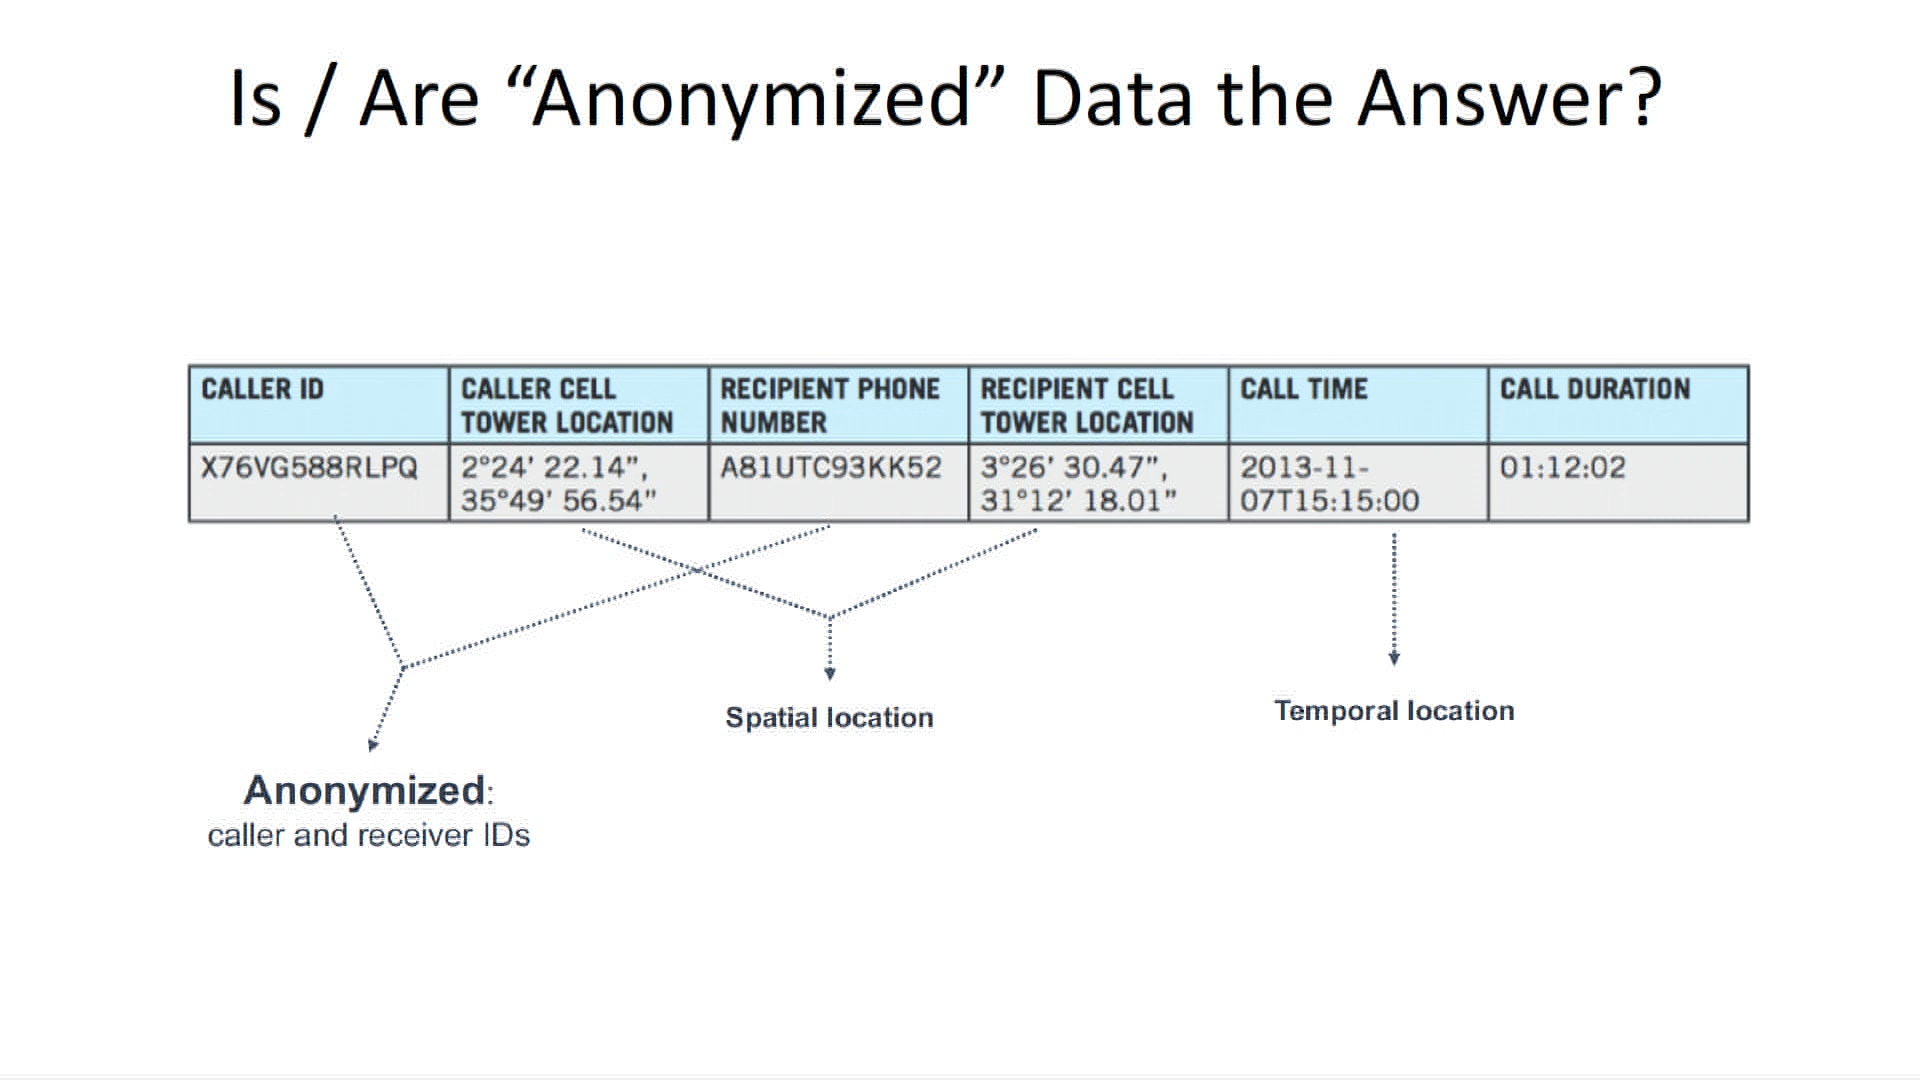 Is / Are “Anonymized” Data the Answer?
CALLER ID
CALLER CELL
TOWER LOCATION
RECIPIENT PHONE
NUMBER
RECIPIENT CELL
TOWER LOCATION
CALL TIME
CALL DURATION
X76VG588RLPQ
2°24’ 22.14”,
35°49’ 56.54”
A81UTC93KK52
3°26’ 30.47”,
31°12’ 18.01”
2013-11-
07T15:15:00
01:12:02
Spatial location
Temporal location
Anonymized:
caller and receiver IDs